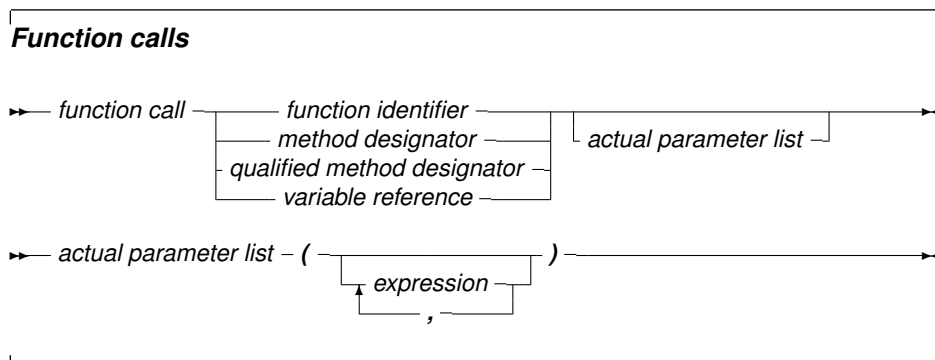 Function calls
function call function identifier
method designator actual parameter list
qualified method designator
variable reference
actual parameter list ( )
expression
,